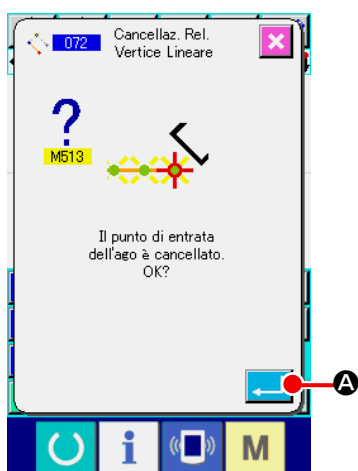 072
Cancellaz. Rel.
Vertice Lineare
?
M513
Il punto di entrata
dell'ago è cancellato.
OK?
A
i
M